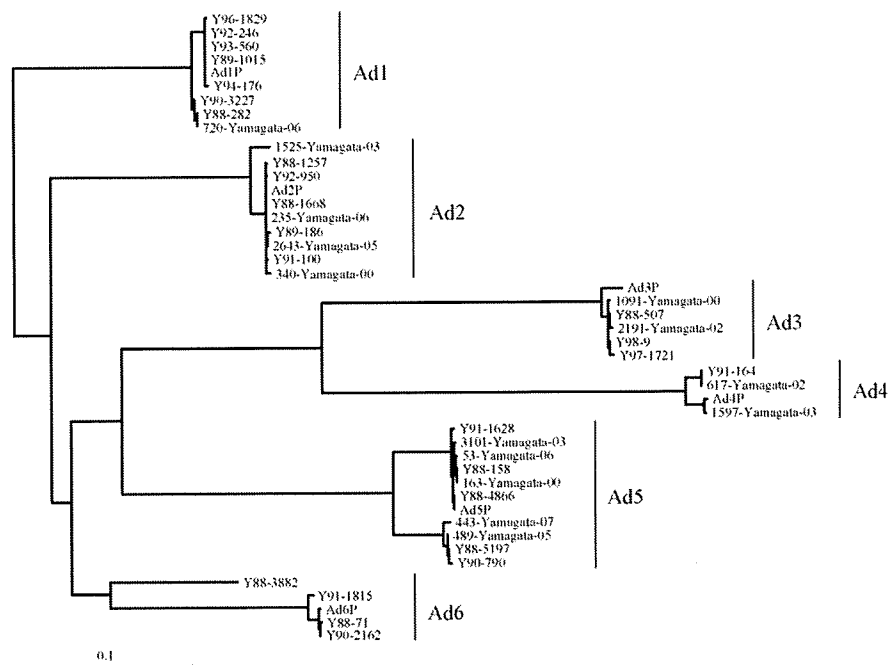 Y96-1829
Y92-246
Y93-560
Y89-1015
Ad1P
Y94-176
Y90-3227
Y88-282
720-Yamagata-06
Ad1
1525-Yamagata-03
Y88-1257
Y92-950
Ad2P
Y88-1668
235-Yamagata-06
Y89-186
2643-Yamagata-05
Y91-100
340-Yamagata-00
Ad2
Ad3P
1091-Yamagata-00
Y88-507
2191-Yamagata-02
Y98-9
Y97-1721
Ad3
Y91-164
617-Yamagata-02
Ad4P
1597-Yamagata-03
Ad4
Y91-1628
3101-Yamagata-03
53-Yamagata-06
Y88-158
163-Yamagata-00
Y88-4866
Ad5P
443-Yamagata-07
489-Yamagata-05
Y88-5197
Y90-790
Ad5
Y88-3882
Y91-1815
Ad6P
Y88-71
Y90-2162
Ad6
0.1